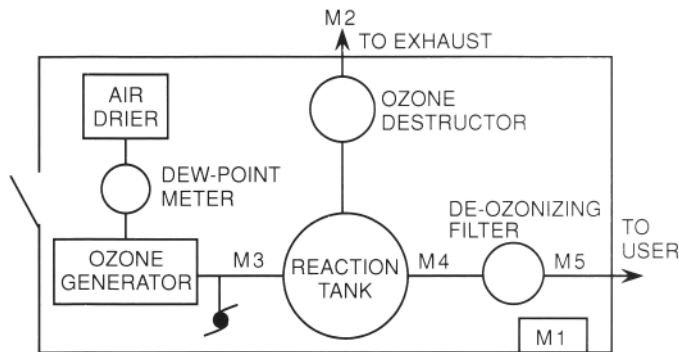 M2
TO EXHAUST
AIR
DRIER
OZONE
DESTRUCTOR
DEW-POINT
METER
DE-OZONIZING
FILTER
TO
USER
OZONE
GENERATOR
M3
REACTION
TANK
M4
M5
M1